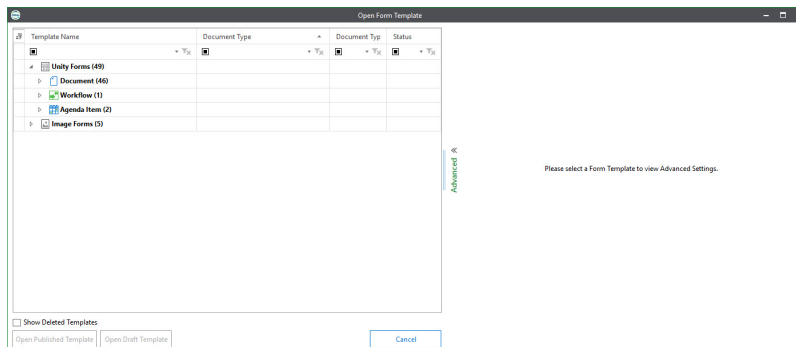 Open Form Template
Template Name Document Type Document Typ Status
Unity Forms (49)
Document (46)
Workflow (1)
Agenda Item (2)
Image Forms (5)
Advanced
Please select a Form Template to view Advanced Settings.
Show Deleted Templates
Open Published Template Open Draft Template Cancel